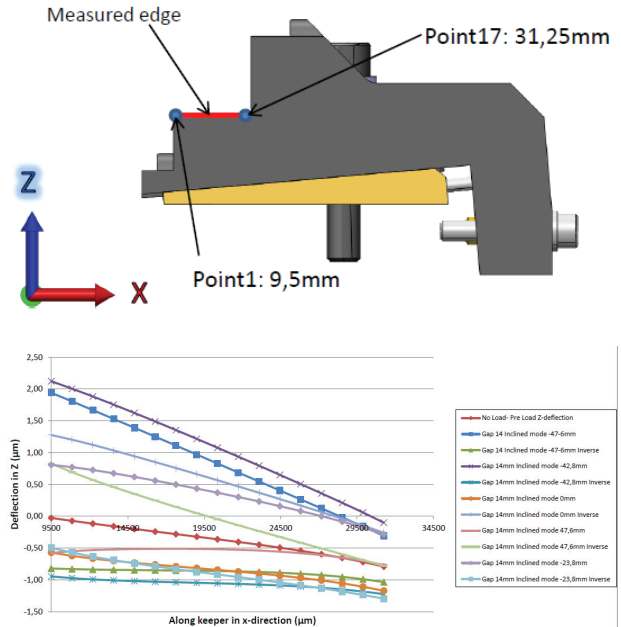 Measured edge
Point17: 31,25mm
Z
X
Point1: 9,5mm
2,50
2,00
1,50
1,00
0,50
0,00
-0,50
-1,00
-1,50
9500 14500 19500 24500 29500 34500
Deflection in Z (μm)
Along keeper in x-direction (μm)
No Load- Pre Load Z-deflection
Gap 14 Inclined mode -47-6mm
Gap 14 Inclined mode -47-6mm Inverse
Gap 14mm Inclined mode -42,8mm
Gap 14mm Inclined mode -42,8mm Inverse
Gap 14mm Inclined mode 0mm
Gap 14mm Inclined mode 0mm Inverse
Gap 14mm Inclined mode 47,6mm
Gap 14mm Inclined mode 47,6mm Inverse
Gap 14mm Inclined mode -23,8mm
Gap 14mm Inclined mode -23,8mm Inverse